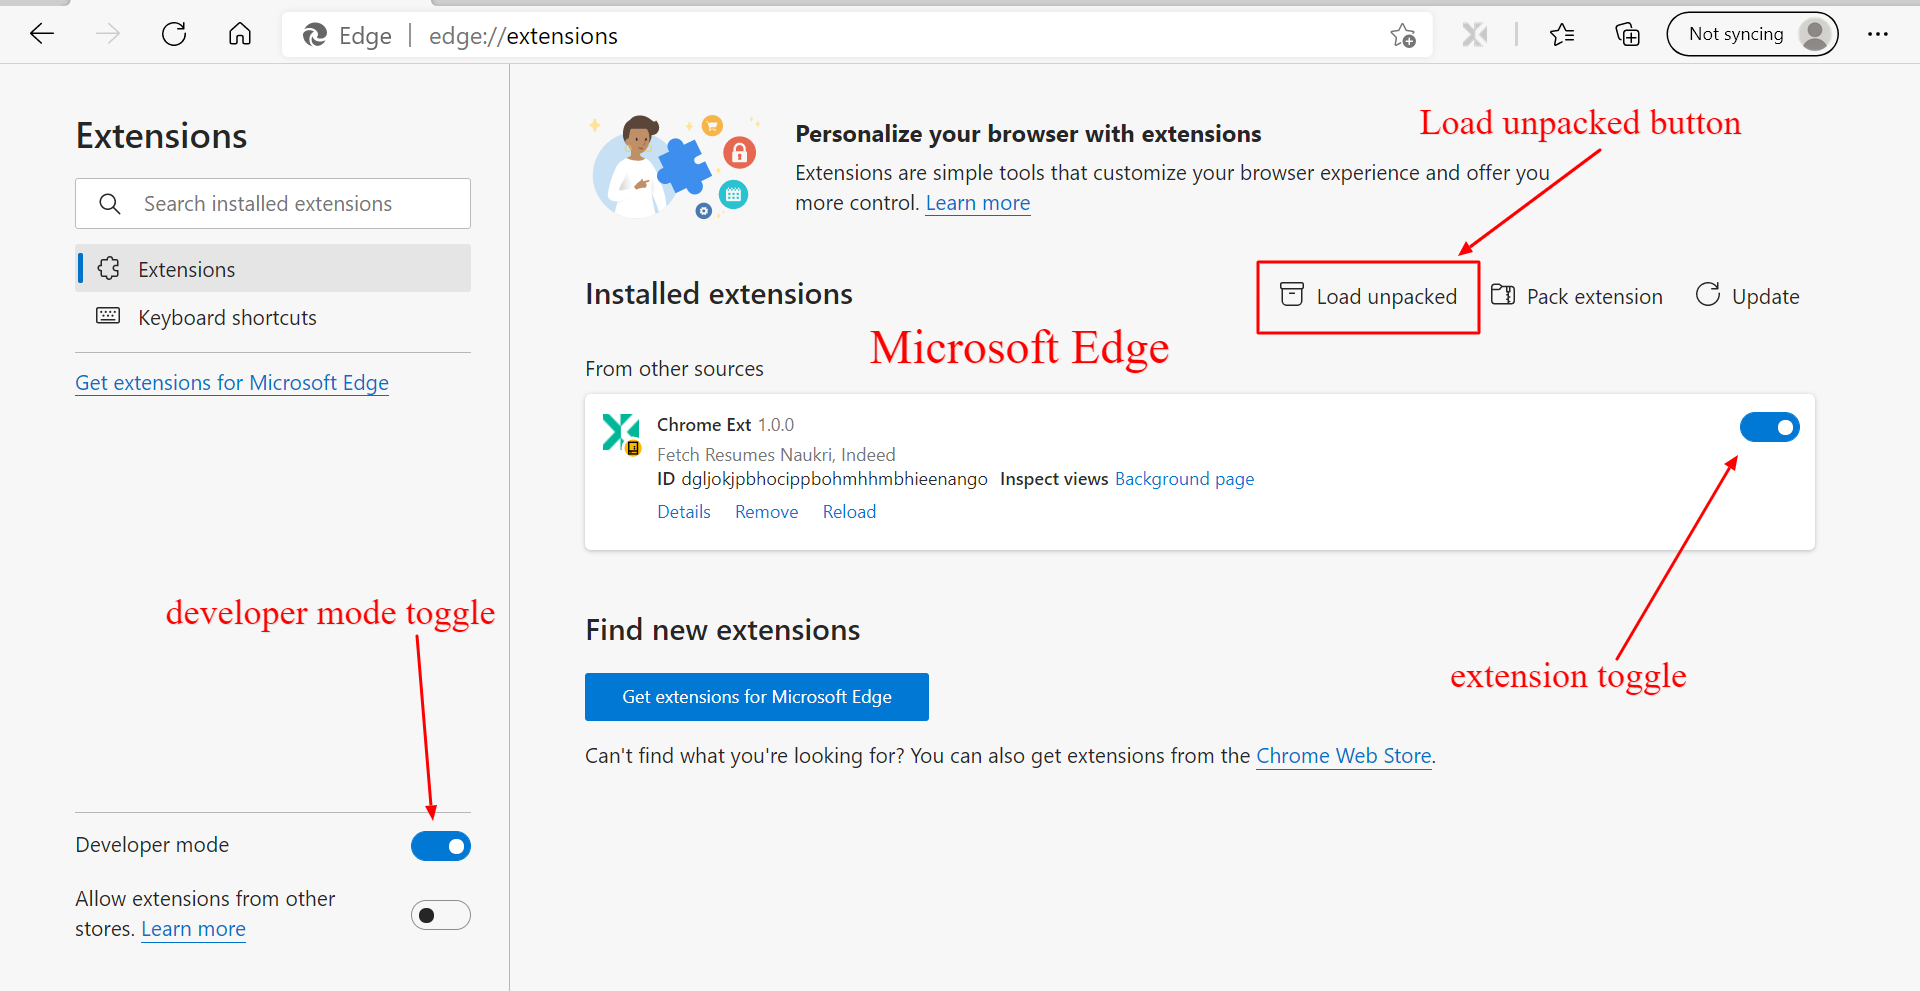 Edge | edge://extensions
Not syncing
Extensions
Search installed extensions
Extensions
Keyboard shortcuts
Get extensions for Microsoft Edge
developer mode toggle
Developer mode
Allow extensions from other
stores. Learn more
Personalize your browser with extensions
Extensions are simple tools that customize your browser experience and offer you
more control. Learn more
Load unpacked button
Installed extensions
Load unpacked
Pack extension
Update
Microsoft Edge
From other sources
Chrome Ext 1.0.0
Fetch Resumes Naukri, Indeed
ID dgljokjpbhocippbohmhhmbhieenango Inspect views Background page
Details Remove Reload
extension toggle
Find new extensions
Get extensions for Microsoft Edge
Can't find what you're looking for? You can also get extensions from the Chrome Web Store.